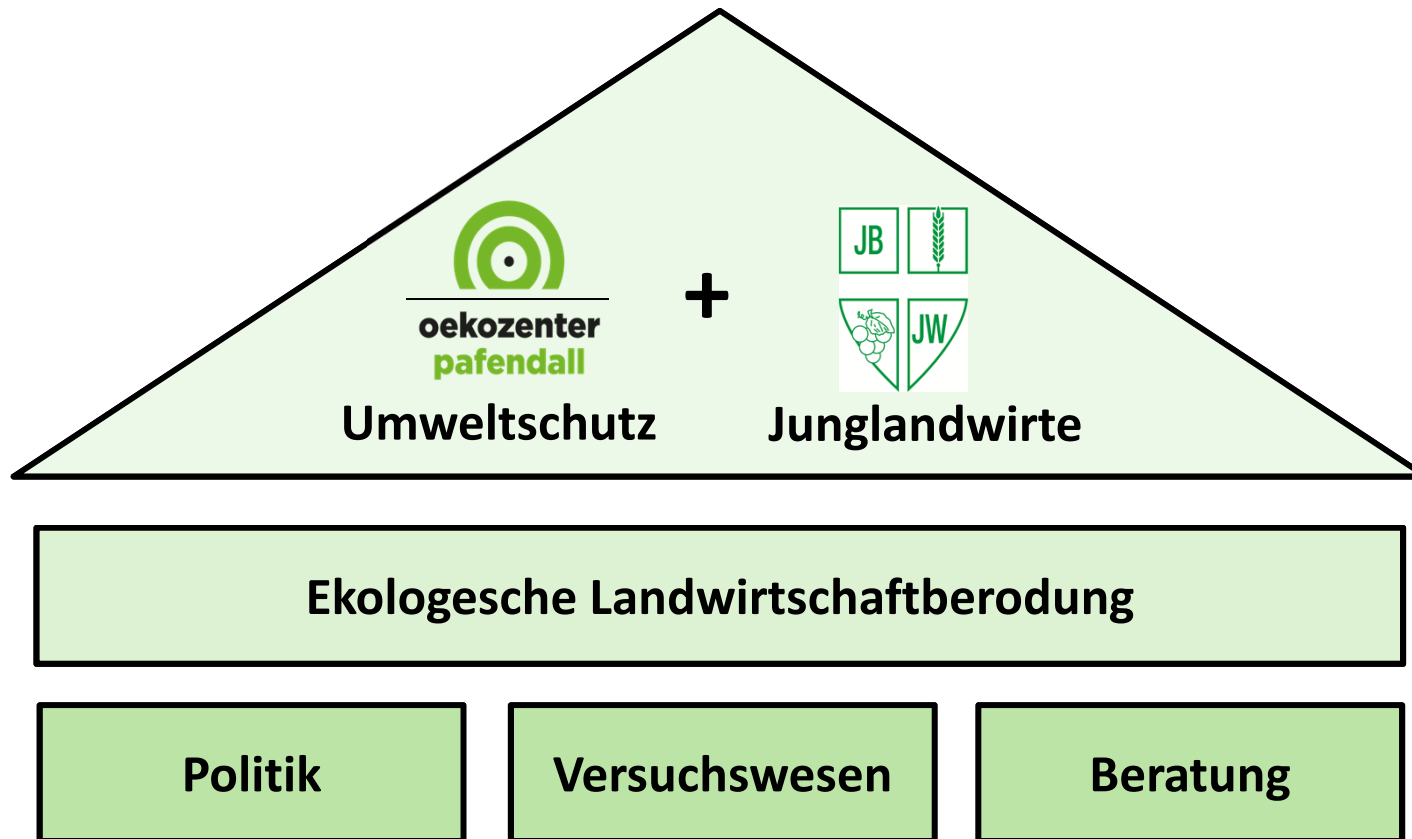 JB
JW
+
oekozenter
pafendall
Umweltschutz
Junglandwirte
Ekologesche Landwirtschaftberodung
Politik
Versuchswesen
Beratung